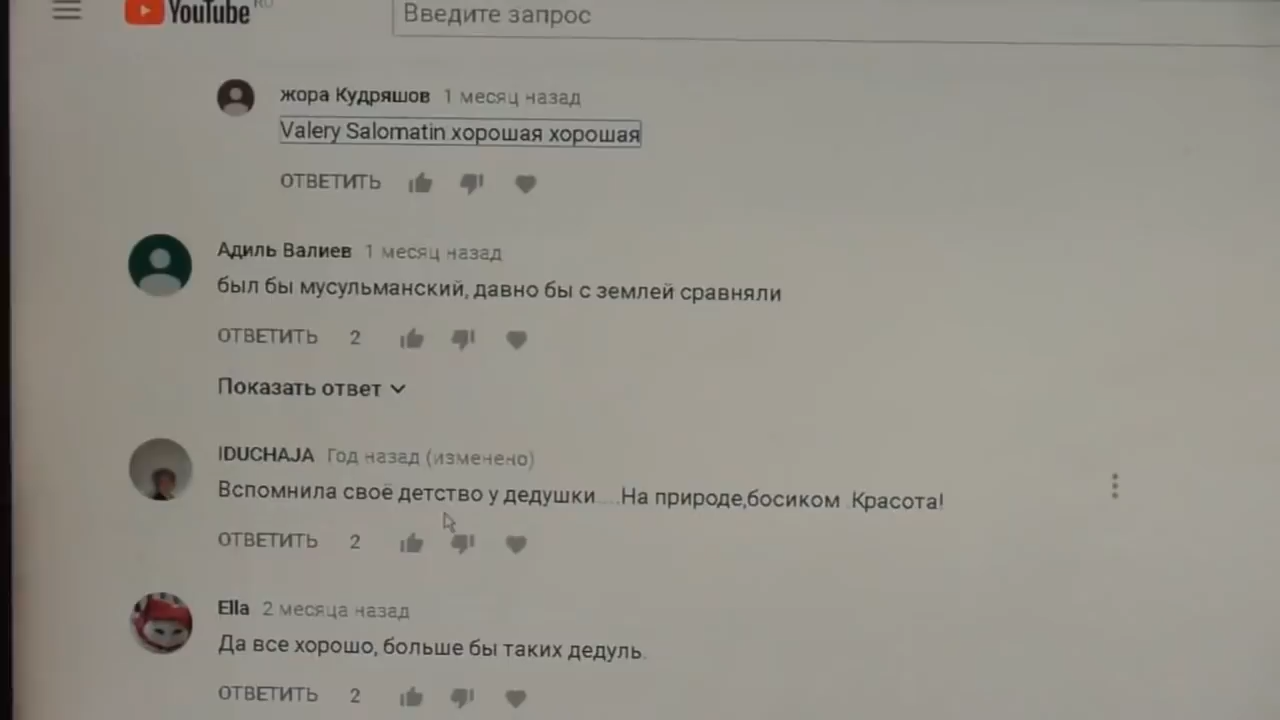 YouTube RU
Введите запрос
жора Кудряшов 1 месяц назад
Valery Salomatin хорошая хорошая
ОТВЕТИТЬ
Адиль Валиев 1 месяц назад
был бы мусульманский, давно бы с землей сравняли
ОТВЕТИТЬ 2
Показать ответ
IDUCHAJA Год назад (изменено)
Вспомнила своё детство у дедушки....На природе,босиком .Красота!
ОТВЕТИТЬ 2
Ella 2 месяца назад
Да все хорошо, больше бы таких дедуль.
ОТВЕТИТЬ 2